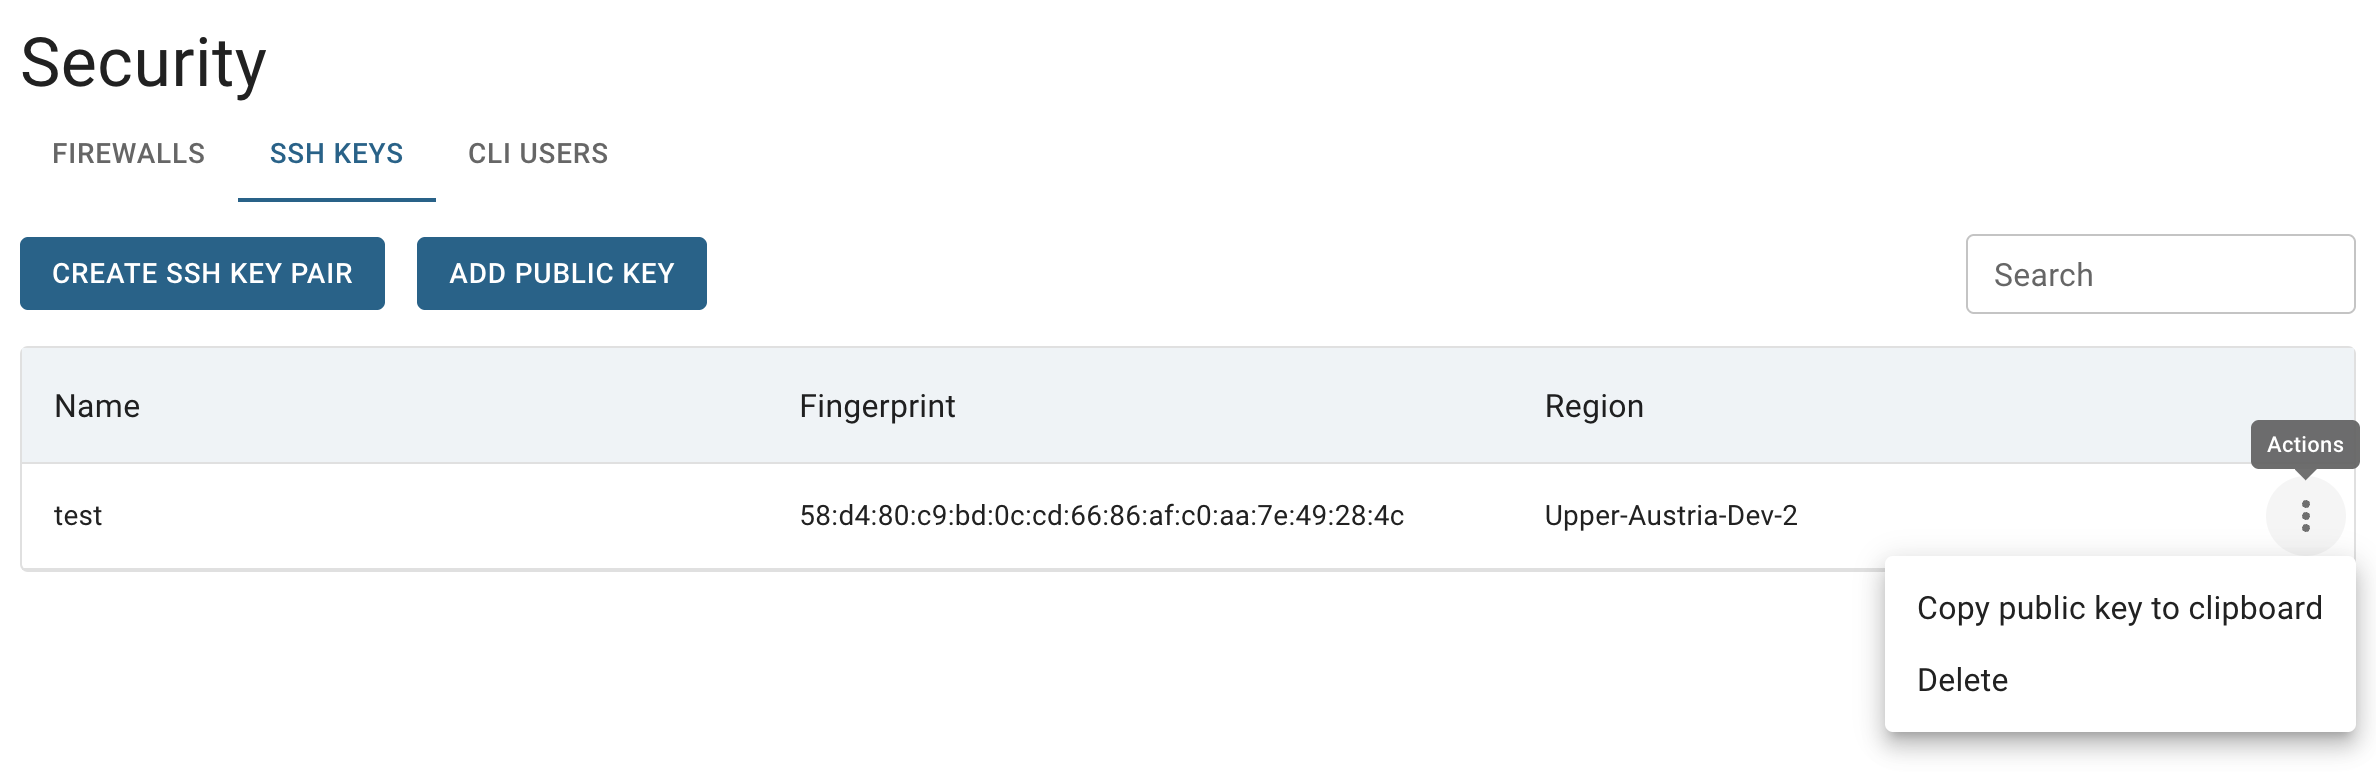 Security
FIREWALLS SSH KEYS CLI USERS
CREATE SSH KEY PAIR ADD PUBLIC KEY Search
Name Fingerprint Region
Actions
test 58:d4:80:c9:bd:0c:cd:66:86:af:c0:aa:7e:49:28:4c Upper-Austria-Dev-2
Copy public key to clipboard
Delete